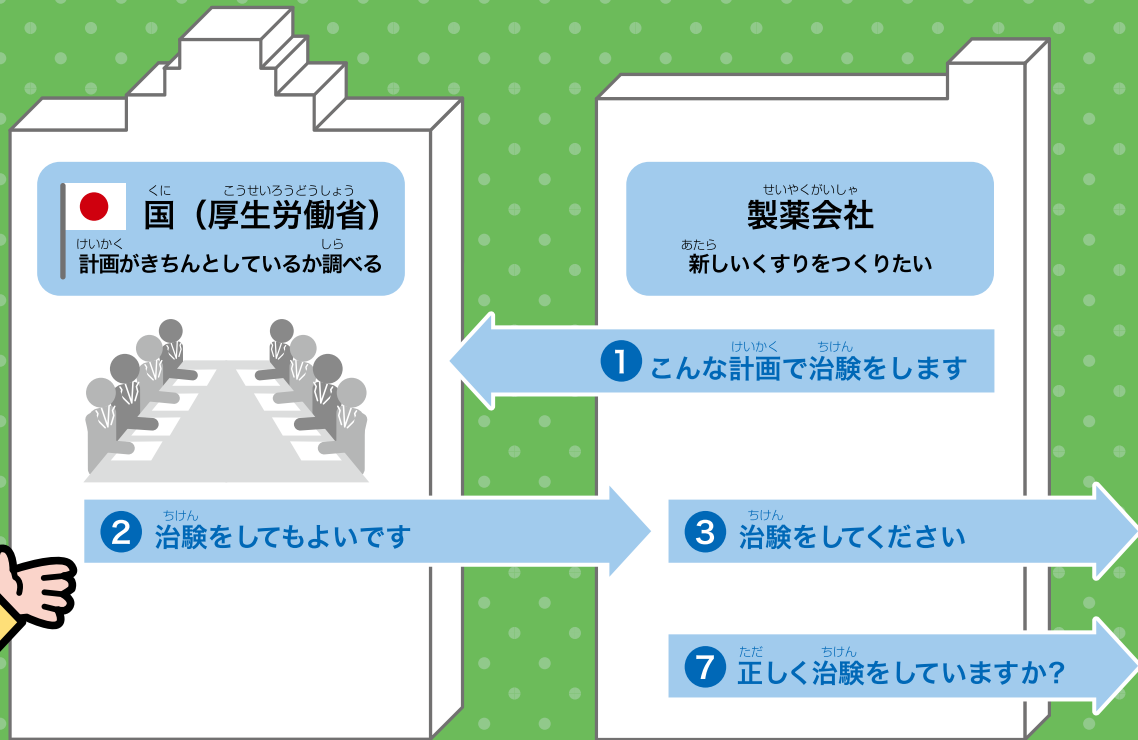 くに こうせいろうどうしょう
国（厚生労働省）
けいかく しら
計画がきちんとしているか調べる
せいやくがいしゃ
製薬会社
あたら
新しいくすりをつくりたい
けいかく ちけん
1 こんな計画で治験をします
ちけん
2 治験をしてもよいです
ちけん
3 治験をしてください
ただ ちけん
7 正しく治験をしていますか?